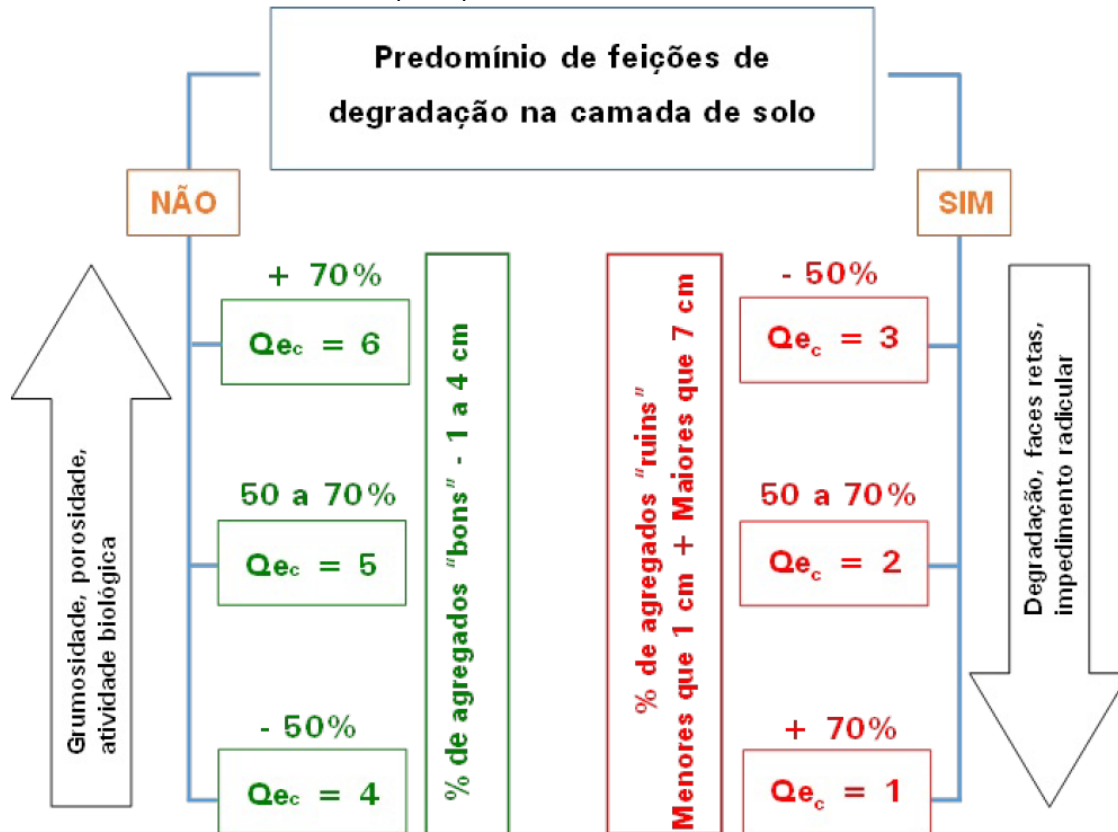 Predomínio de feições de
degradação na camada de solo
NÃO
SIM
Grumosidade, porosidade,
atividade biológica
+ 70%
Qec = 6
50 a 70%
Qec = 5
- 50%
Qec = 4
% de agregados "bons" - 1 a 4 cm
% de agregados "ruins"
Menores que 1 cm + Maiores que 7 cm
- 50%
Qec = 3
50 a 70%
Qec = 2
+ 70%
Qec = 1
Degradação, faces retas,
impedimento radicular